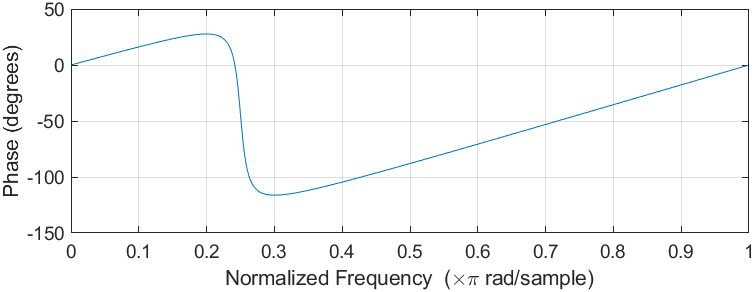 50
0
-50
-100
-150
Phase (degrees)
0 0.1 0.2 0.3 0.4 0.5 0.6 0.7 0.8 0.9 1
Normalized Frequency (×π rad/sample)